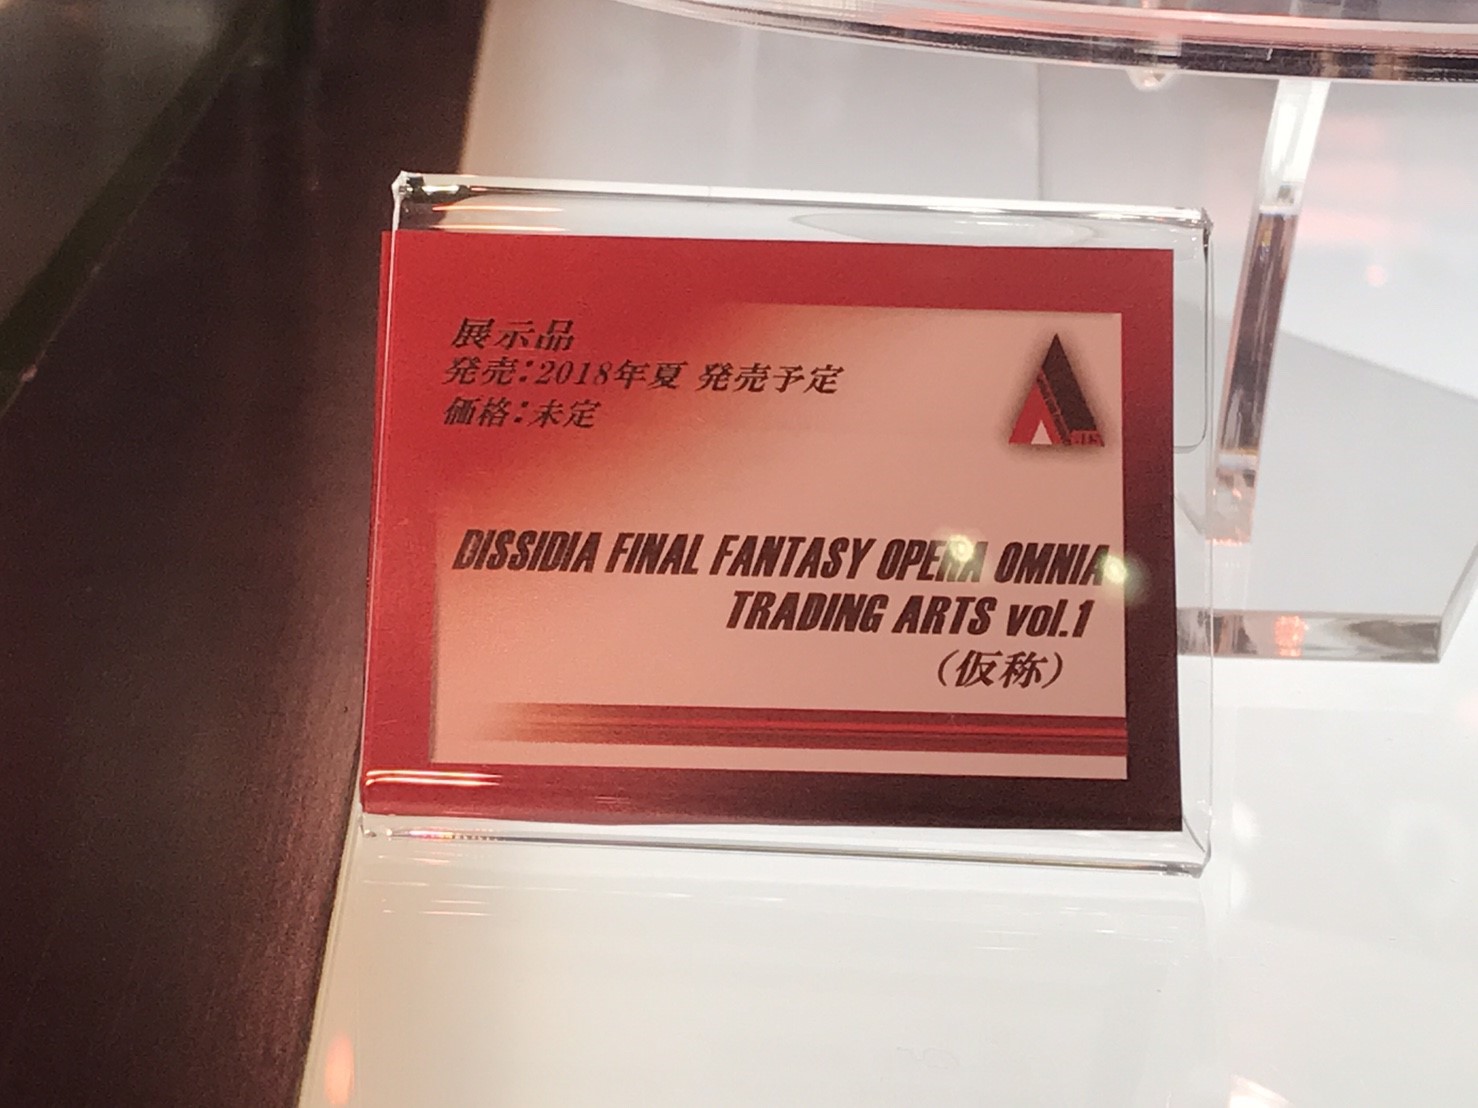 展示品
発売:2018年夏 発売予定
価格:未定
DISSIDIA FINAL FANTASY OPERA OMNIA
TRADING ARTS vol.1
(仮称)